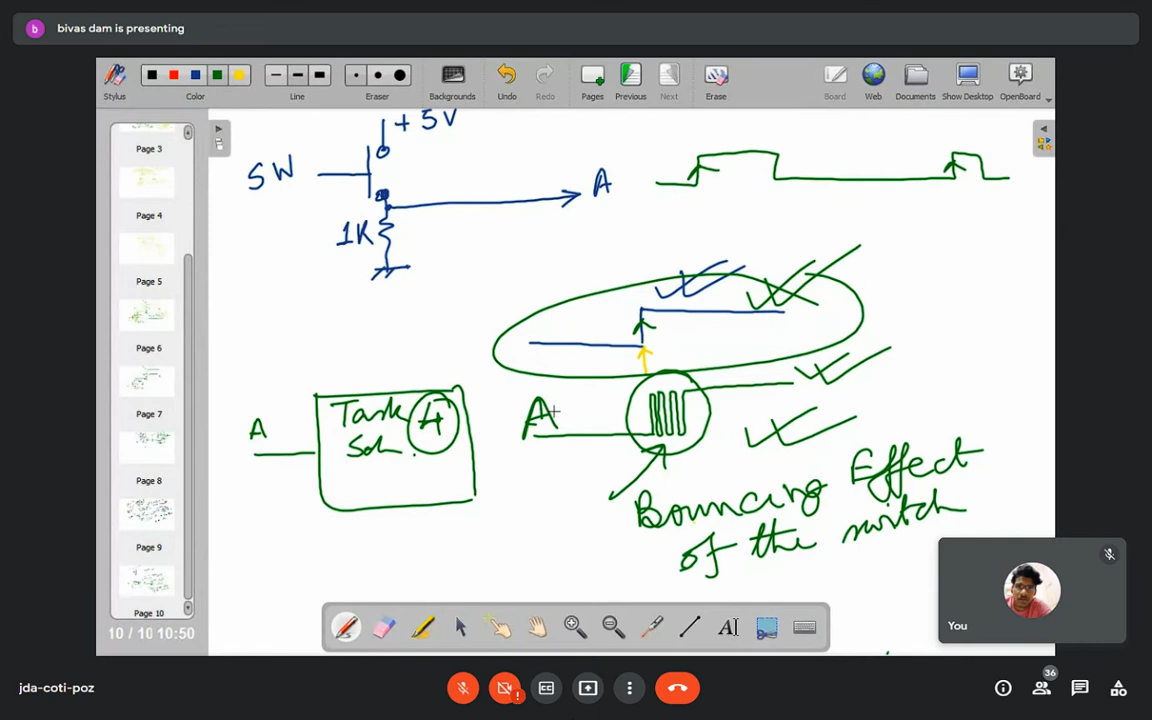 b
bivas dam is presenting
Stylus
Color
Line
Eraser
Backgrounds
Undo
Redo
Pages
Previous
Next
Erase
Board
Web
Documents
Show Desktop
OpenBoard
Page 3
Page 4
Page 5
Page 6
Page 7
Page 8
Page 9
Page 10
10 / 10 10:50
+ 5V
SW
A
1K
A
Task
Sch.
4
A
Bouncing Effect
of the switch
You
jda-coti-poz
36